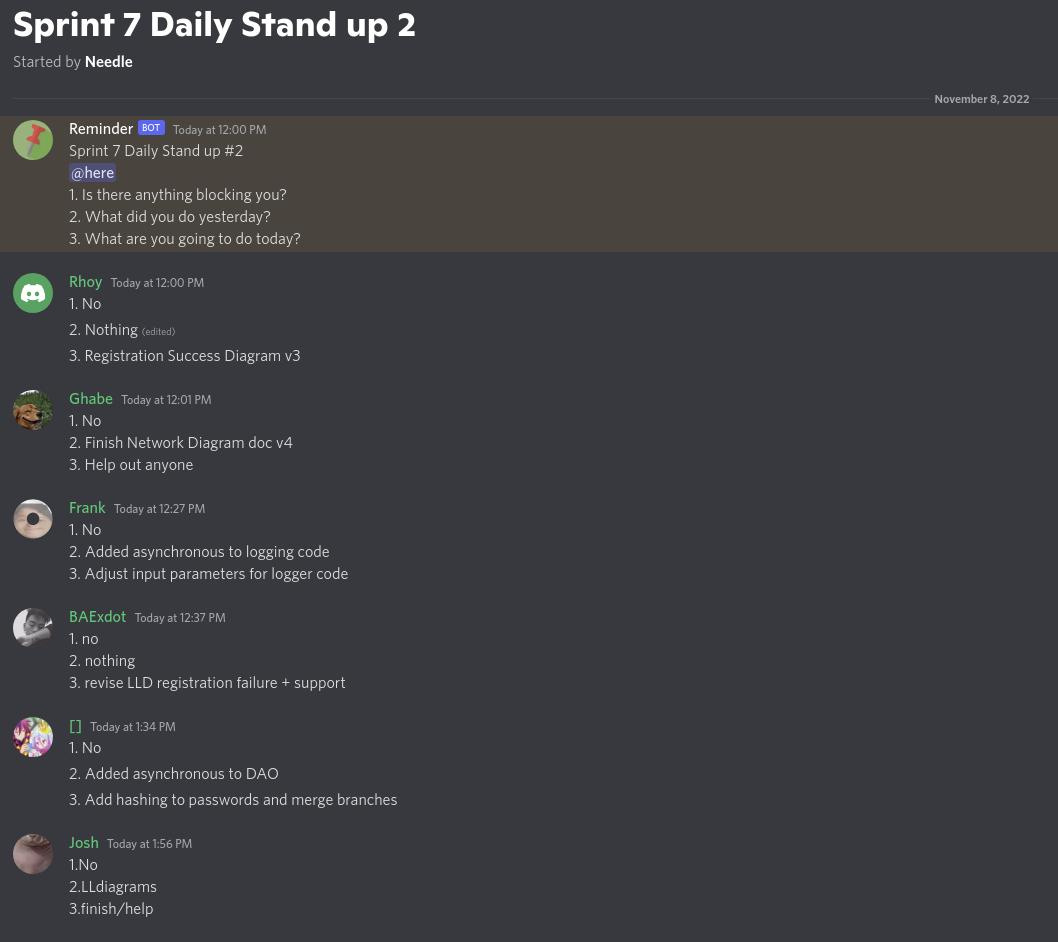 Sprint 7 Daily Stand up 2
Started by Needle
November 8, 2022
Reminder BOT Today at 12:00 PM
Sprint 7 Daily Stand up #2
@here
1. Is there anything blocking you?
2. What did you do yesterday?
3. What are you going to do today?
Rhoy Today at 12:00 PM
1. No
2. Nothing (edited)
3. Registration Success Diagram v3
Ghabe Today at 12:01 PM
1. No
2. Finish Network Diagram doc v4
3. Help out anyone
Frank Today at 12:27 PM
1. No
2. Added asynchronous to logging code
3. Adjust input parameters for logger code
BAExdot Today at 12:37 PM
1. no
2. nothing
3. revise LLD registration failure + support
[] Today at 1:34 PM
1. No
2. Added asynchronous to DAO
3. Add hashing to passwords and merge branches
Josh Today at 1:56 PM
1.No
2.LLdiagrams
3.finish/help